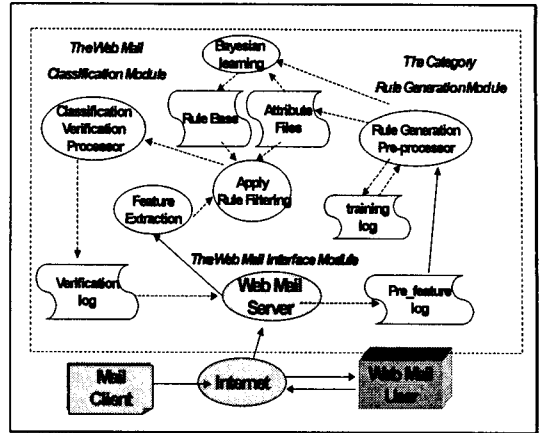 The Web Mail
Classification Module
Bayesian
learning
The Category
Rule Generation Module
Classification
Verification
Processor
Rule Base
Attribute
Files
Rule Generation
Pre-processor
Feature
Extraction
Apply
Rule Filtering
training
log
The Web Mail Interface Module
Verification
log
Web Mail
Server
Pre_feature
log
Mail
Client
Internet
Web Mail
User